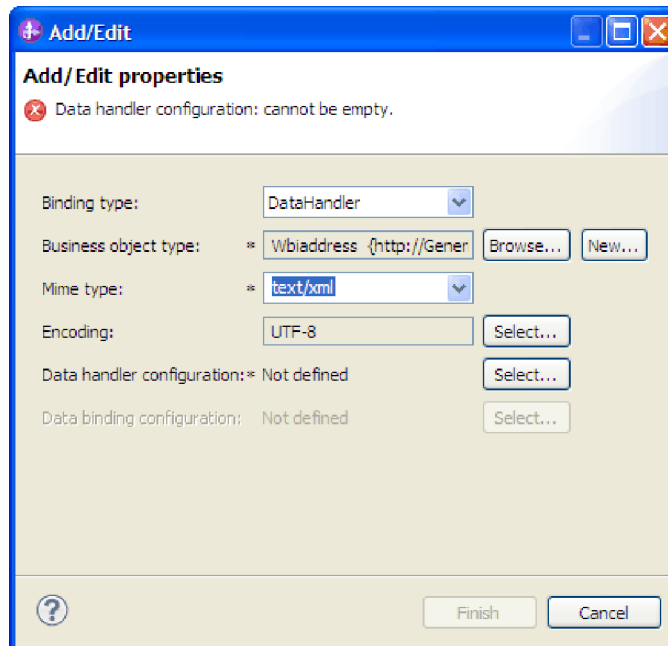 Add/Edit
Add/Edit properties
Data handler configuration: cannot be empty.
Binding type: DataHandler
Business object type: * Wbiaddress {http://Gener Browse... New...
Mime type: * text/xml
Encoding: UTF-8 Select...
Data handler configuration:* Not defined Select...
Data binding configuration: Not defined Select...
? Finish Cancel